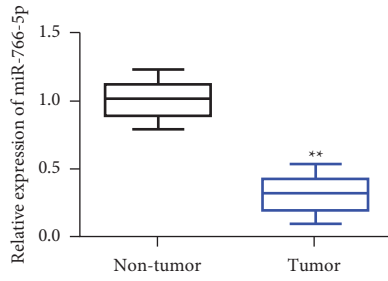 Relative expression of miR-766-5p
1.5
1.0
0.5
0.0
**
Non-tumor
Tumor